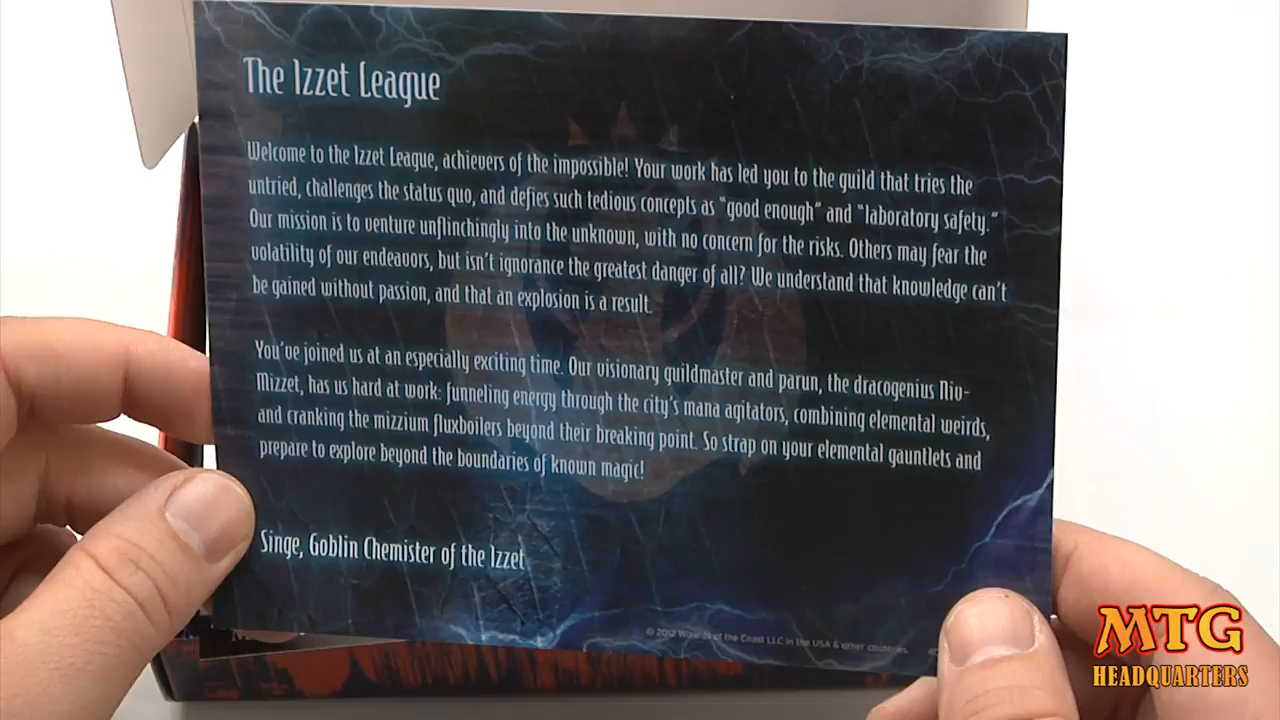 The Izzet League
Welcome to the Izzet League, achievers of the impossible! Your work has led you to the guild that tries the
untried, challenges the status quo, and defies such tedious concepts as "good enough" and "laboratory safety."
Our mission is to venture unflinchingly into the unknown, with no concern for the risks. Others may fear the
volatility of our endeavors, but isn't ignorance the greatest danger of all? We understand that knowledge can't
be gained without passion, and that an explosion is a result.
You've joined us at an especially exciting time. Our visionary guildmaster and parun, the dracogenius Niv-
Mizzet, has us hard at work: funneling energy through the city's mana agitators, combining elemental weirds,
and cranking the mizzium fluxboilers beyond their breaking point. So strap on your elemental gauntlets and
prepare to explore beyond the boundaries of known magic!
Singe, Goblin Chemister of the Izzet
© 2012 Wizards of the Coast LLC in the USA & other countries.
MTG
HEADQUARTERS